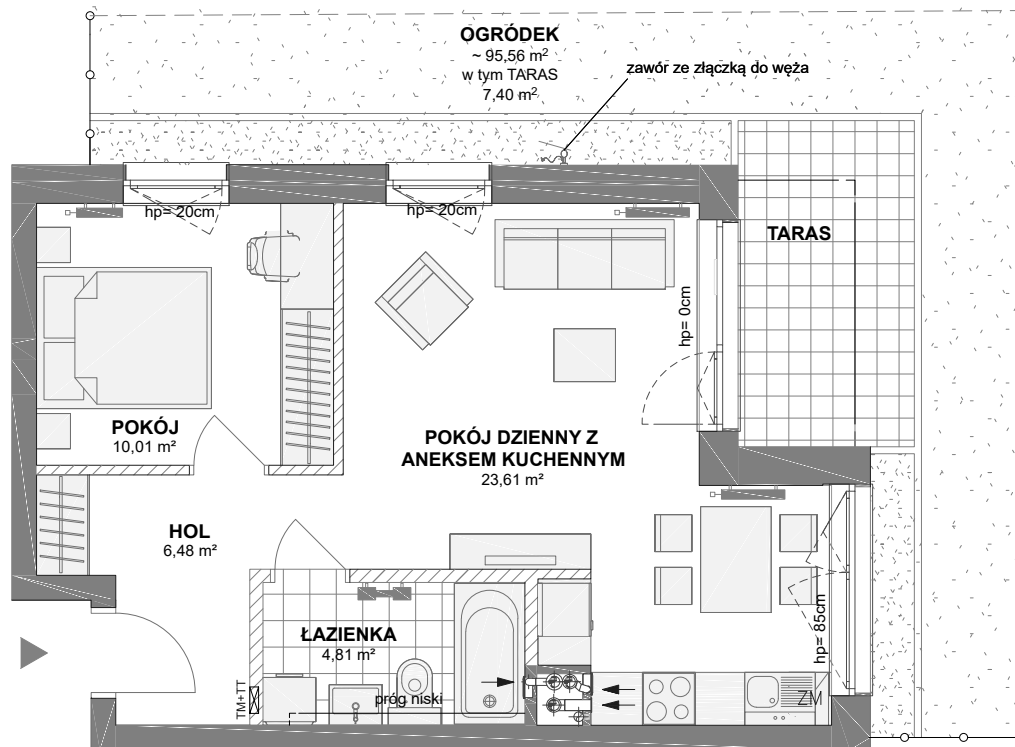 OGRÓDEK
~ 95,56 m²
w tym TARAS
7,40 m²
zawór ze złączką do węża
hp= 20cm
hp= 20cm
TARAS
hp= 0cm
POKÓJ
10,01 m²
POKÓJ DZIENNY Z
ANEKSEM KUCHENNYM
23,61 m²
HOL
6,48 m²
hp= 85cm
ŁAZIENKA
4,81 m²
TM+TT
próg niski
ZM